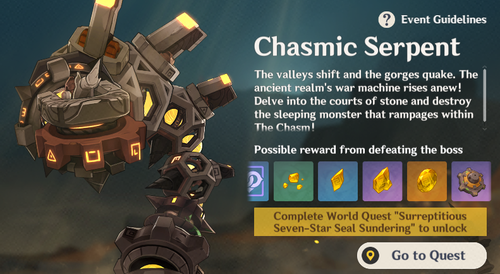 Event Guidelines
Chasmic Serpent
The valleys shift and the gorges quake. The
ancient realm's war machine rises anew!
Delve into the courts of stone and destroy
the sleeping monster that rampages within
The Chasm!
Possible reward from defeating the boss
Complete World Quest "Surreptitious
Seven-Star Seal Sundering" to unlock
Go to Quest